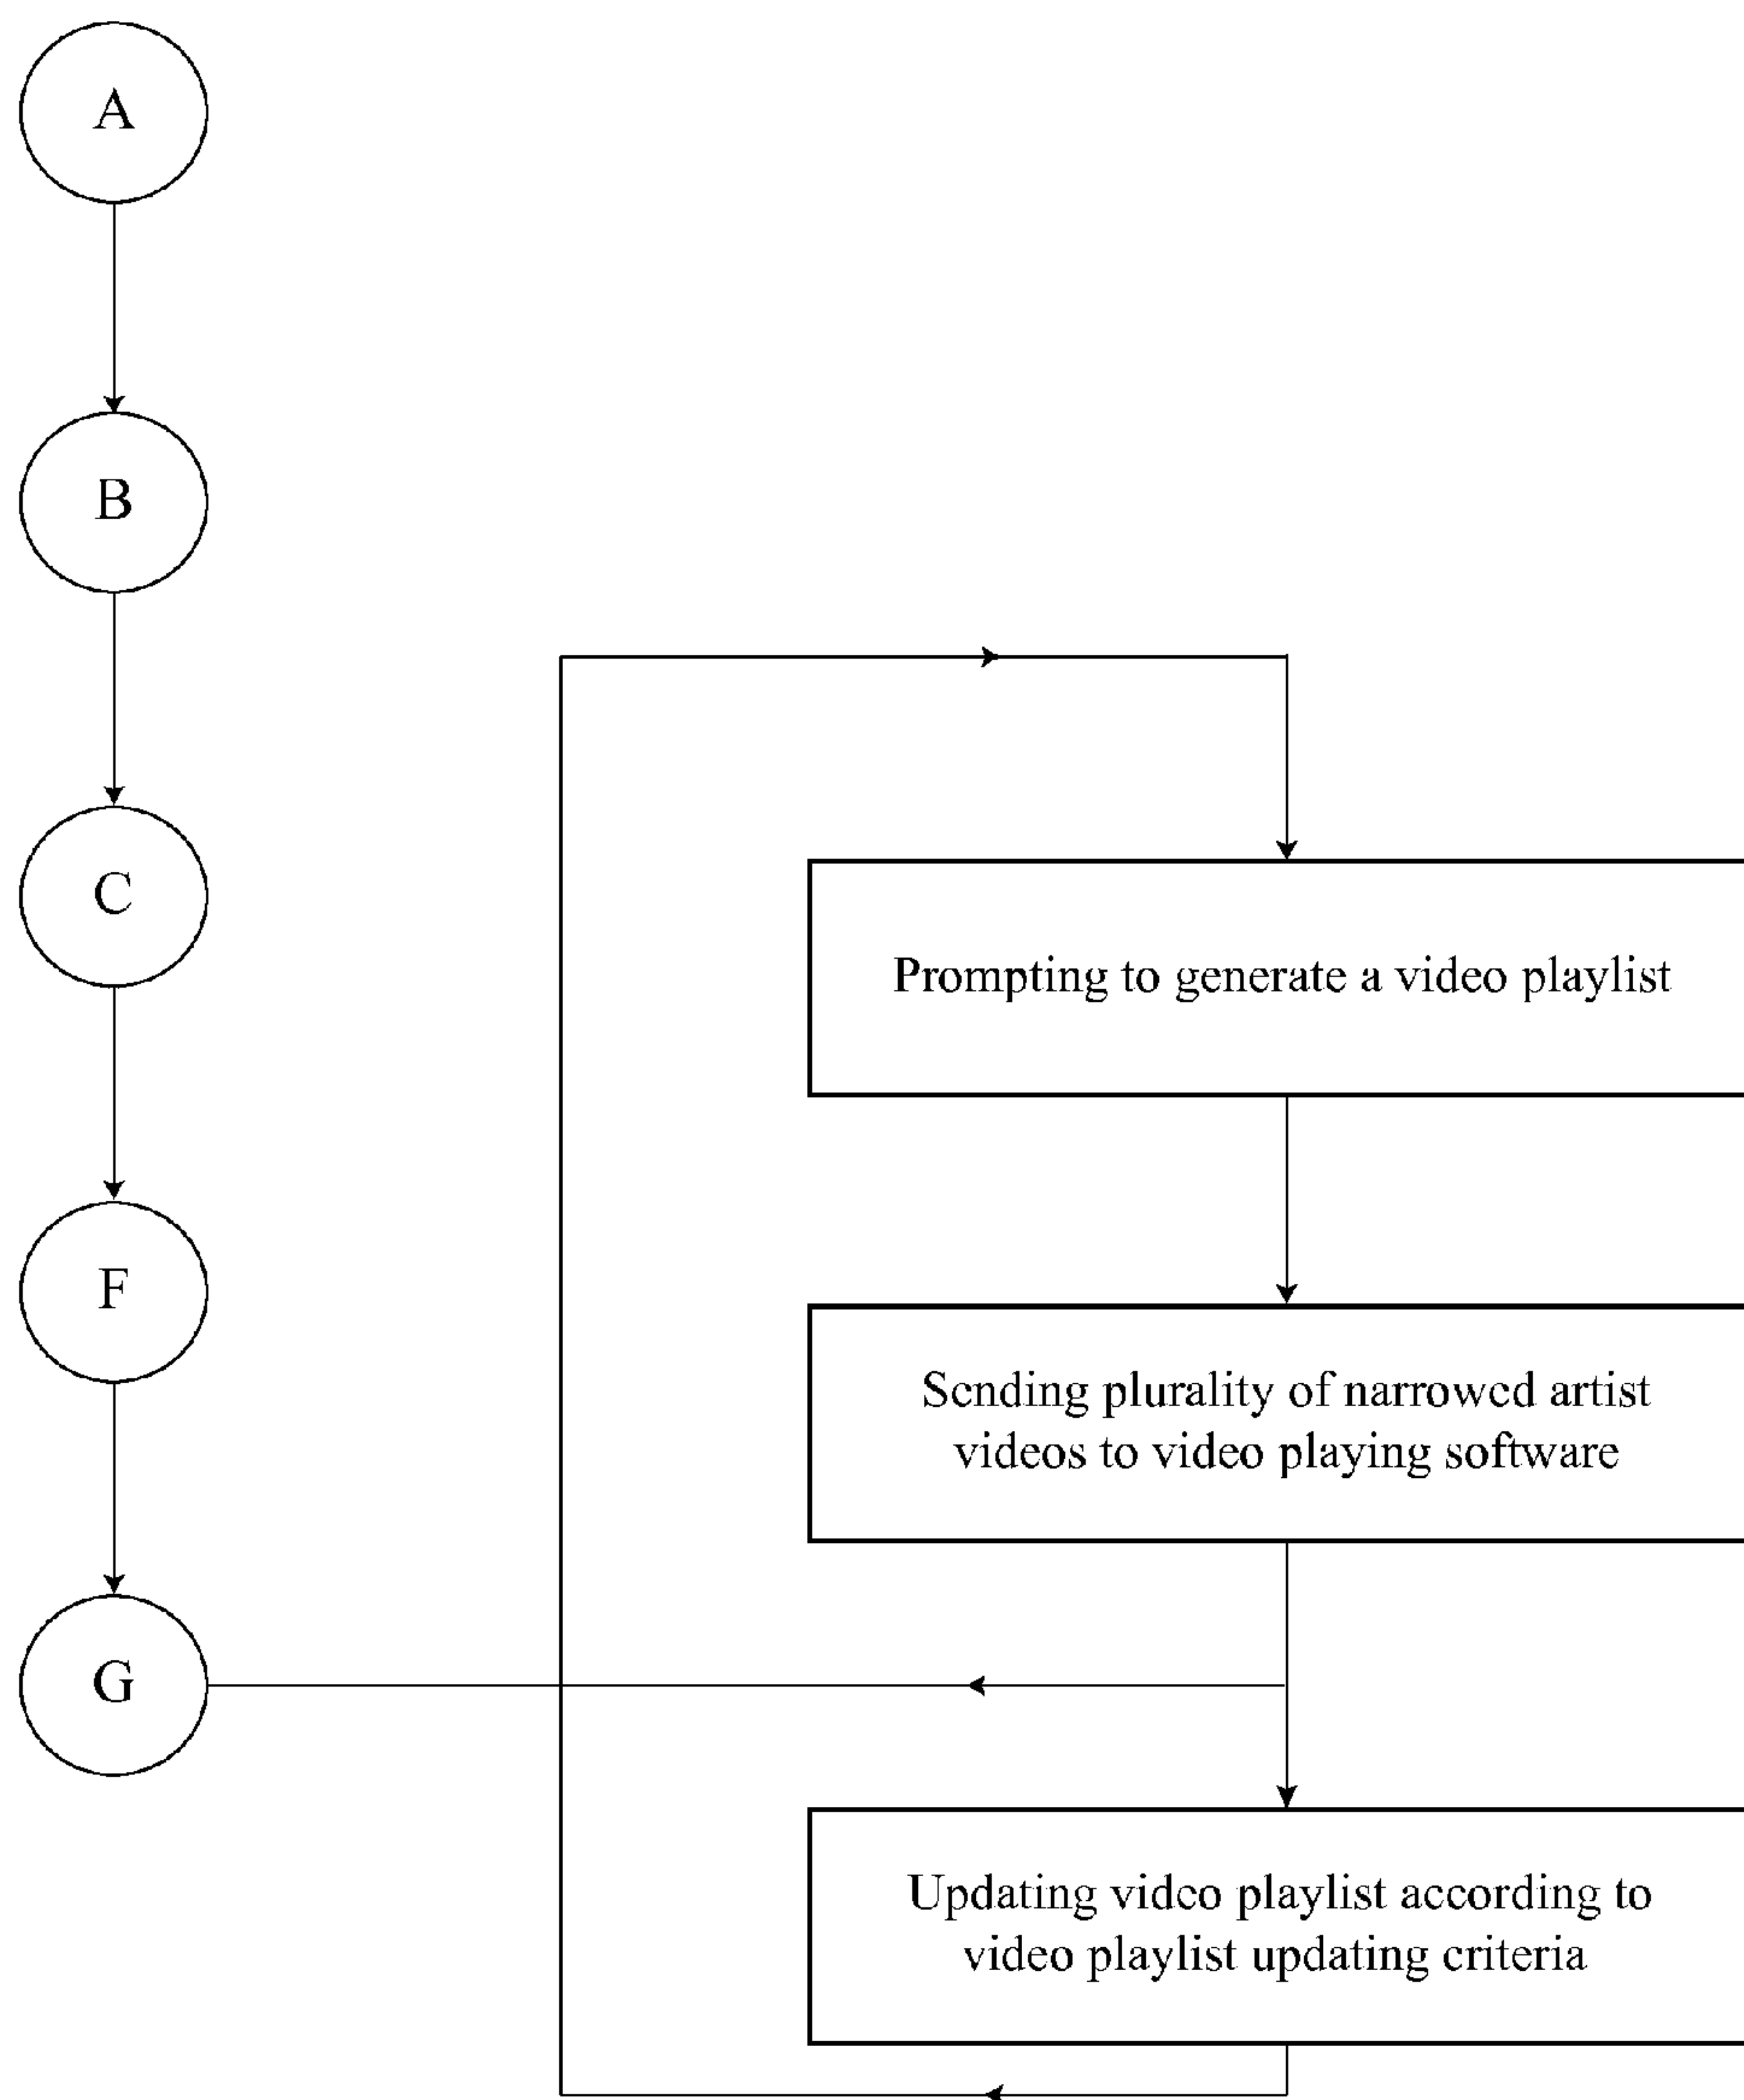 A
B
C
Prompting to generate a video playlist
F
Sending plurality of narrowed artist
videos to video playing software
G
Updating video playlist according to
video playlist updating criteria